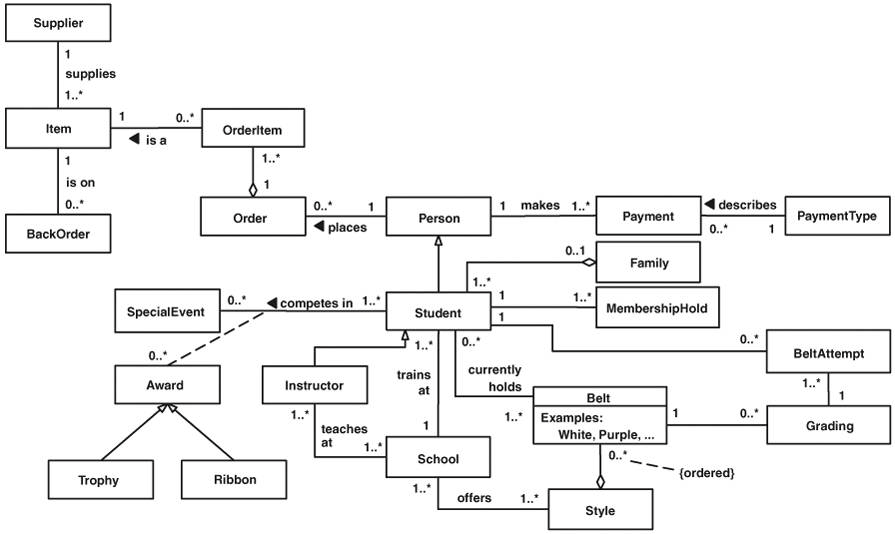 Supplier
1
supplies
1..*
Item
1
0..*
◀ is a
OrderItem
1
is on
0..*
BackOrder
1..*
1
Order
0..*
1
◀ places
Person
1
makes
1..*
Payment
◀ describes
0..*
1
PaymentType
0..1
Family
1..*
SpecialEvent
0..*
◀ competes in
1..*
Student
1
1..*
MembershipHold
1
0..*
BeltAttempt
0..*
Award
Instructor
1..*
trains
at
0..*
currently
holds
1..*
Belt
Examples:
White, Purple, ...
1
0..*
1..*
1
Grading
1..*
teaches
at
1..*
1
School
Trophy
Ribbon
0..*
{ordered}
1..*
offers
1..*
Style